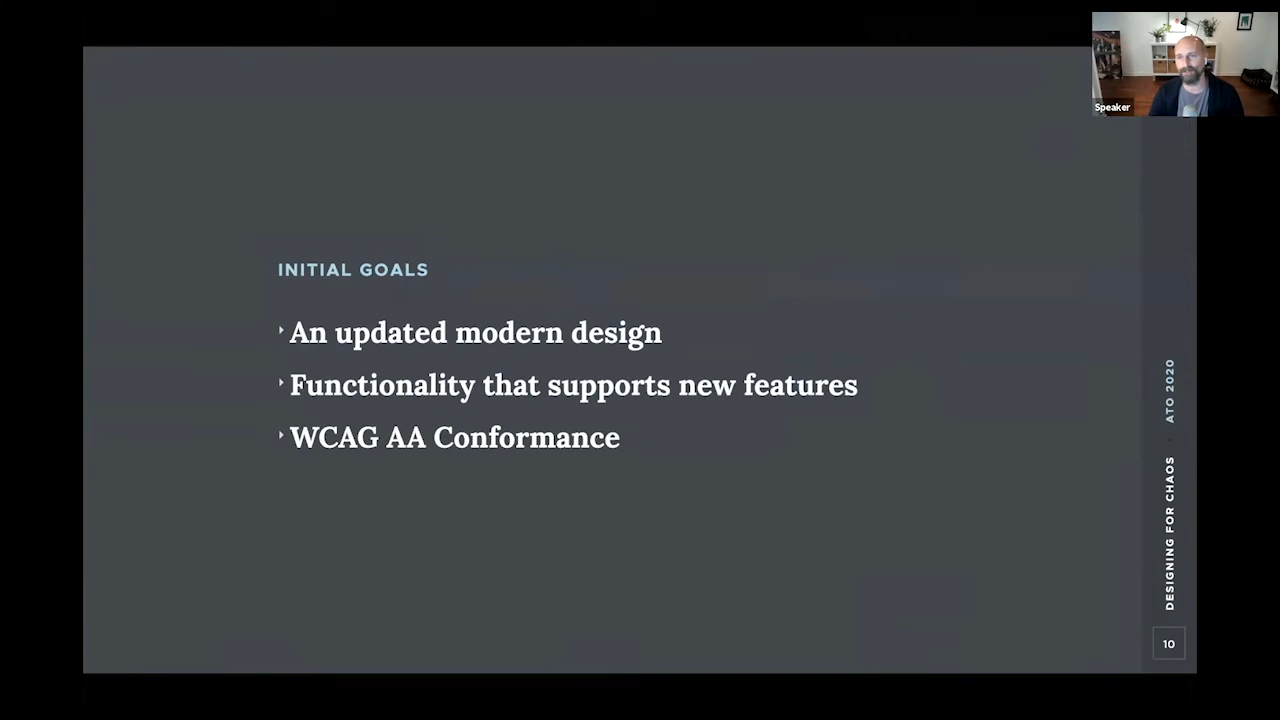 Speaker
INITIAL GOALS
An updated modern design
Functionality that supports new features
WCAG AA Conformance
DESIGNING FOR CHAOS · ATO 2020
10